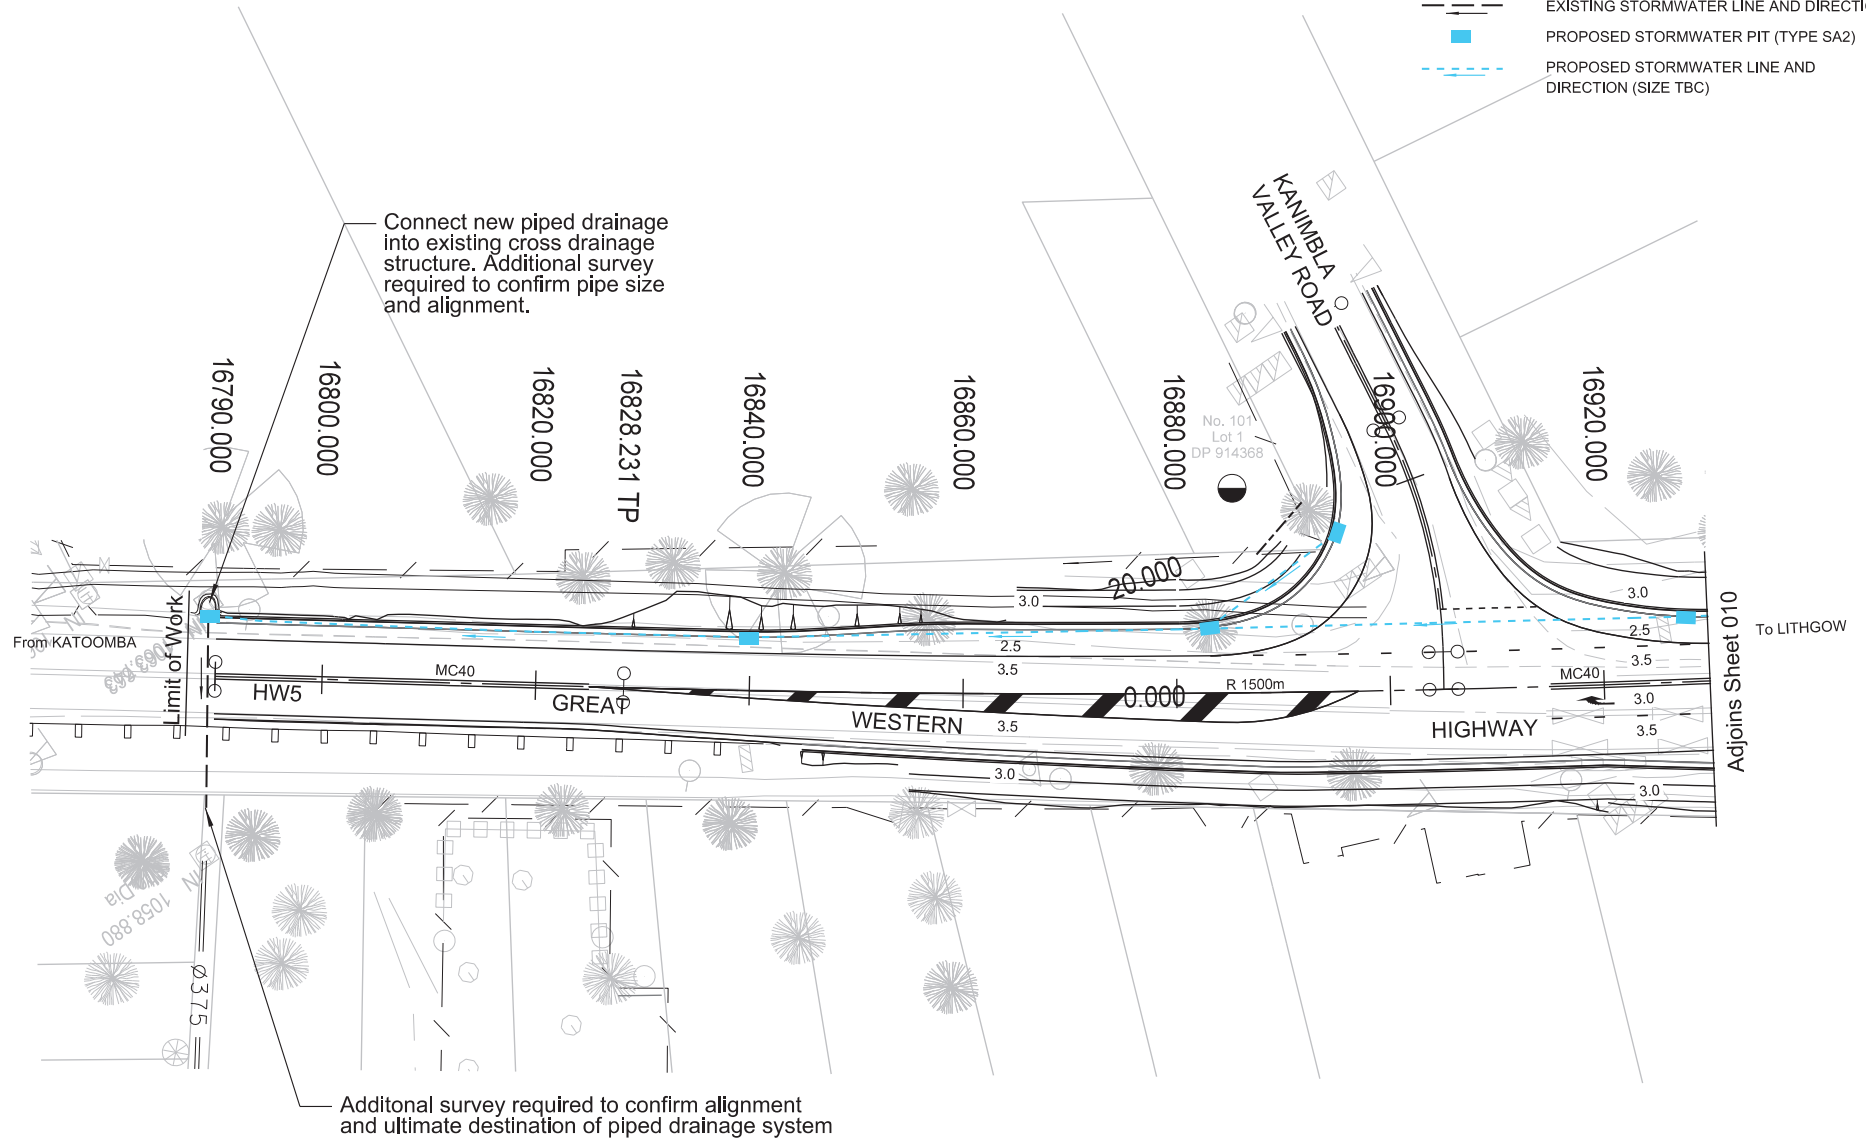 EXISTING STORMWATER LINE AND DIRECTI
PROPOSED STORMWATER PIT (TYPE SA2)
PROPOSED STORMWATER LINE AND
DIRECTION (SIZE TBC)
Connect new piped drainage
into existing cross drainage
structure. Additional survey
required to confirm pipe size
and alignment.
KANIMBLA
VALLEY ROAD
16790.000
16800.000
16820.000
16828.231 TP
16840.000
16860.000
16880.000
16900.000
16920.000
No. 101
Lot 1
DP 914368
20.000
3.0
3.0
From KATOOMBA
Limit of Work
2.5
2.5
To LITHGOW
Adjoins Sheet 010
3.5
3.5
MC40
MC40
HW5
GREAT
WESTERN
HIGHWAY
0.000
R 1500m
3.0
3.5
3.5
3.0
3.0
1063.643
Dia
1058.880
Ø375
Additonal survey required to confirm alignment
and ultimate destination of piped drainage system